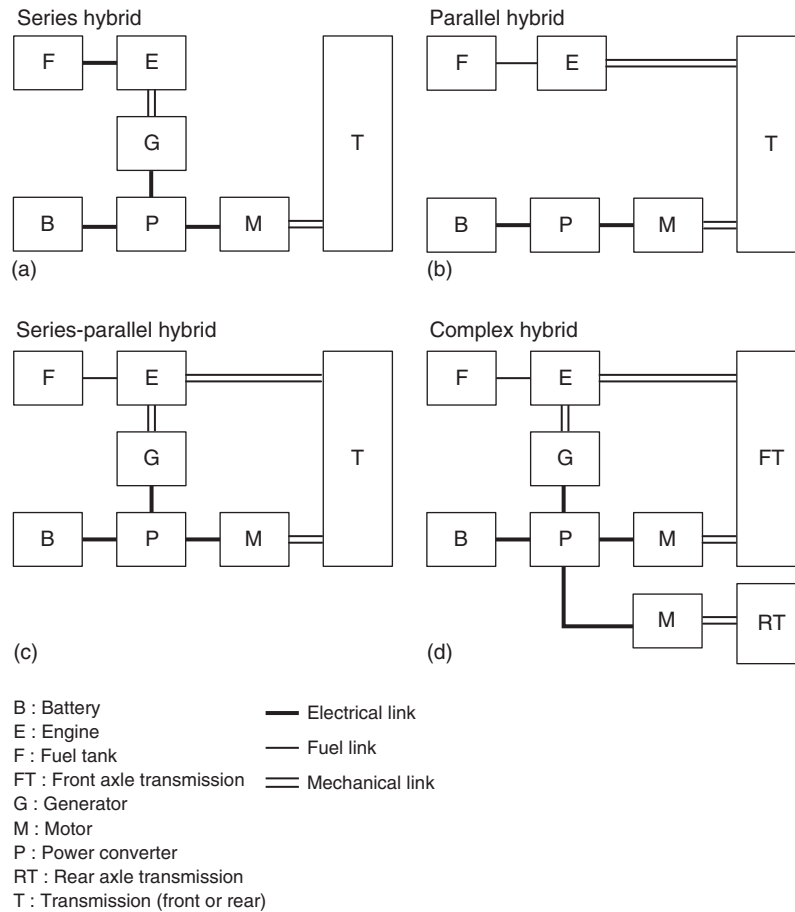 Series hybrid
F
E
G
T
B
P
M
(a)
Parallel hybrid
F
E
T
B
P
M
(b)
Series-parallel hybrid
F
E
G
T
B
P
M
(c)
Complex hybrid
F
E
G
FT
B
P
M
M
RT
(d)
B : Battery
E : Engine
F : Fuel tank
FT : Front axle transmission
G : Generator
M : Motor
P : Power converter
RT : Rear axle transmission
T : Transmission (front or rear)
Electrical link
Fuel link
Mechanical link